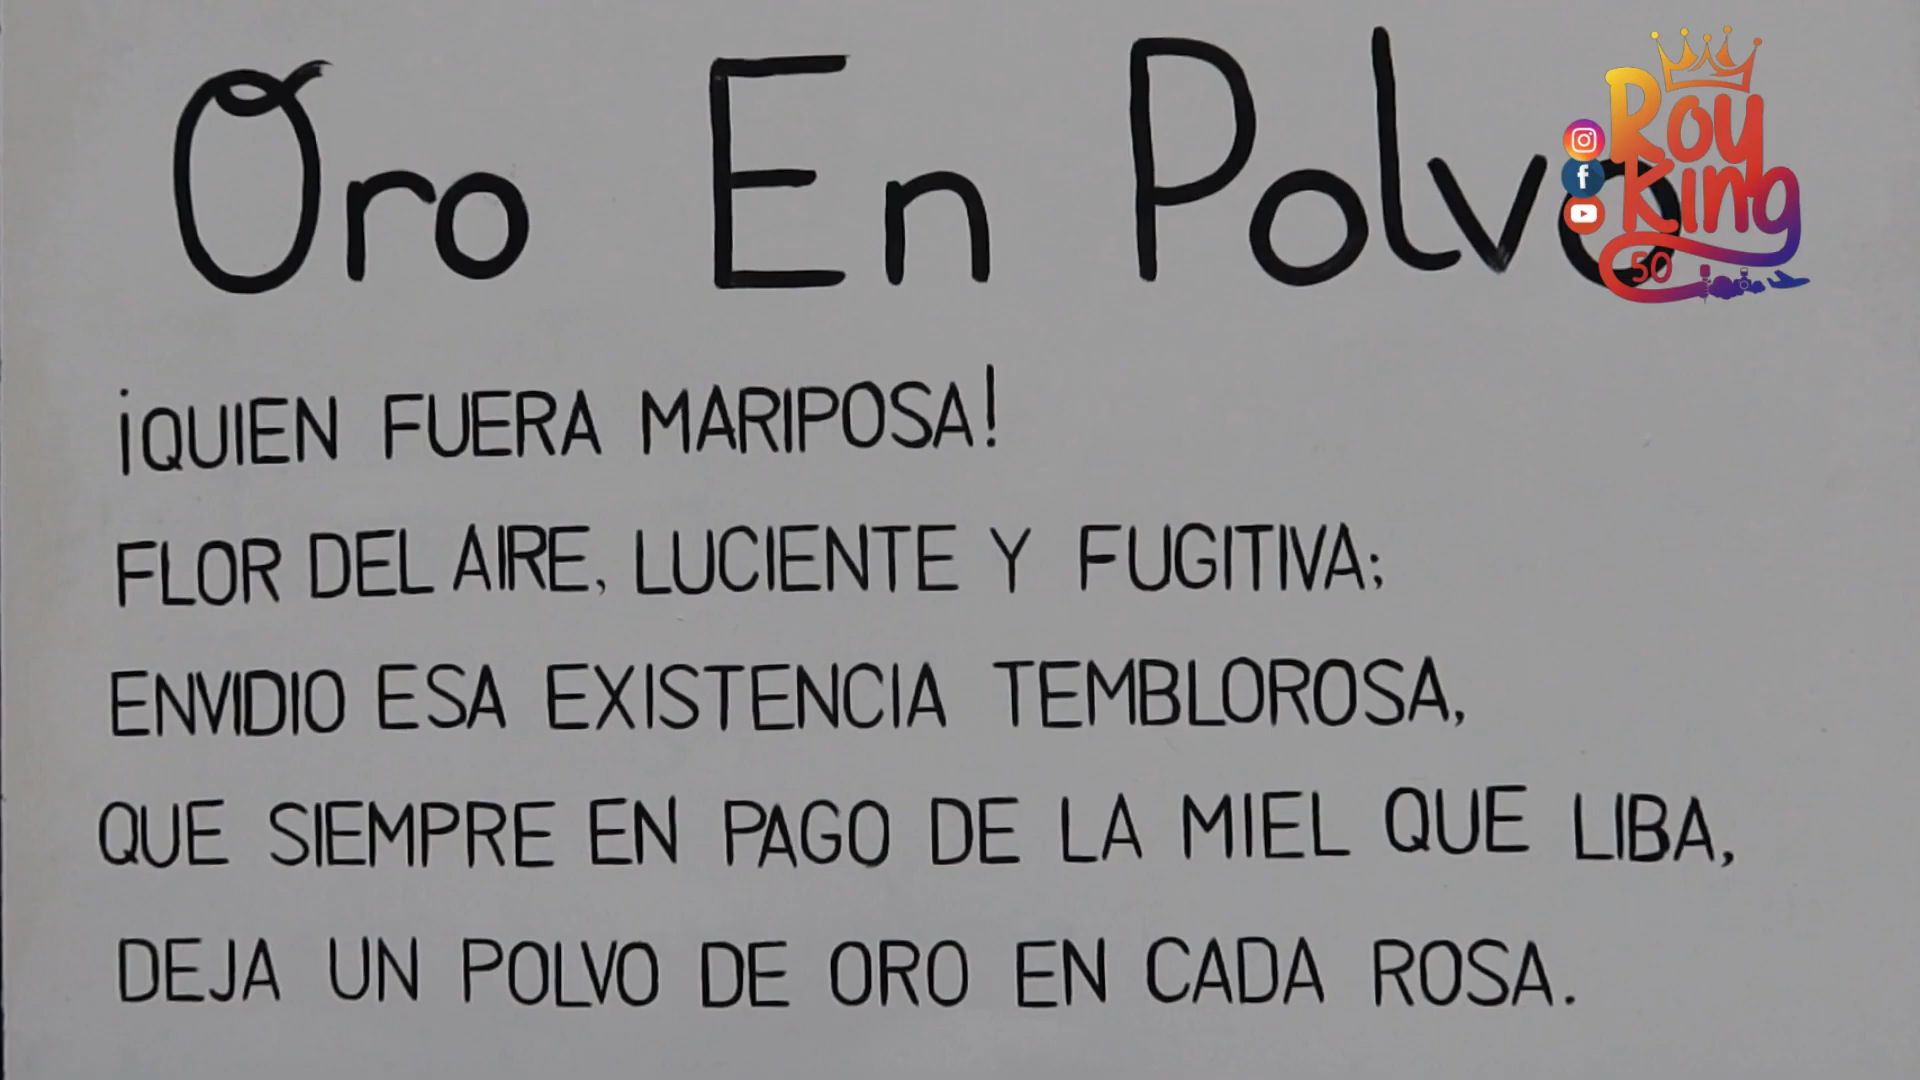 Oro En Polvo
Roy
King
50
¡QUIEN FUERA MARIPOSA!
FLOR DEL AIRE, LUCIENTE Y FUGITIVA;
ENVIDIO ESA EXISTENCIA TEMBLOROSA,
QUE SIEMPRE EN PAGO DE LA MIEL QUE LIBA,
DEJA UN POLVO DE ORO EN CADA ROSA.